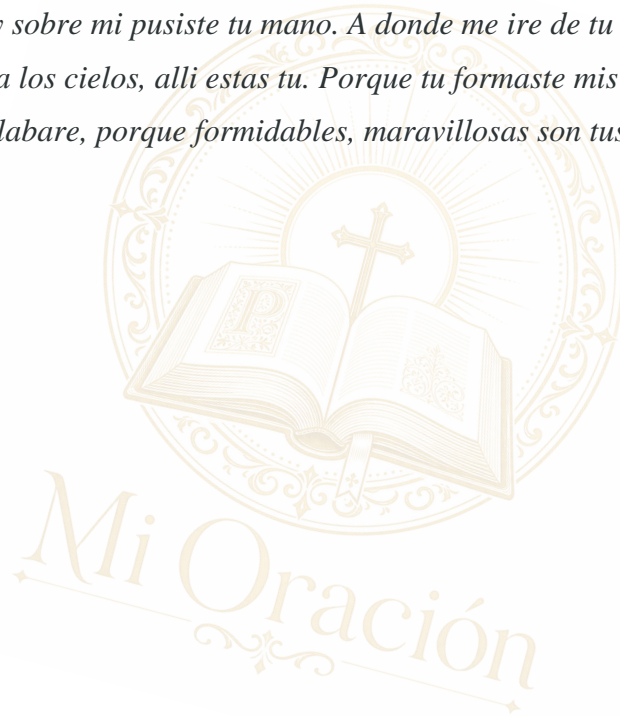 y sobre mi pusiste tu mano. A donde me ire de tu
a los cielos, alli estas tu. Porque tu formaste mis
labare, porque formidables, maravillosas son tus
P
Mi Oración